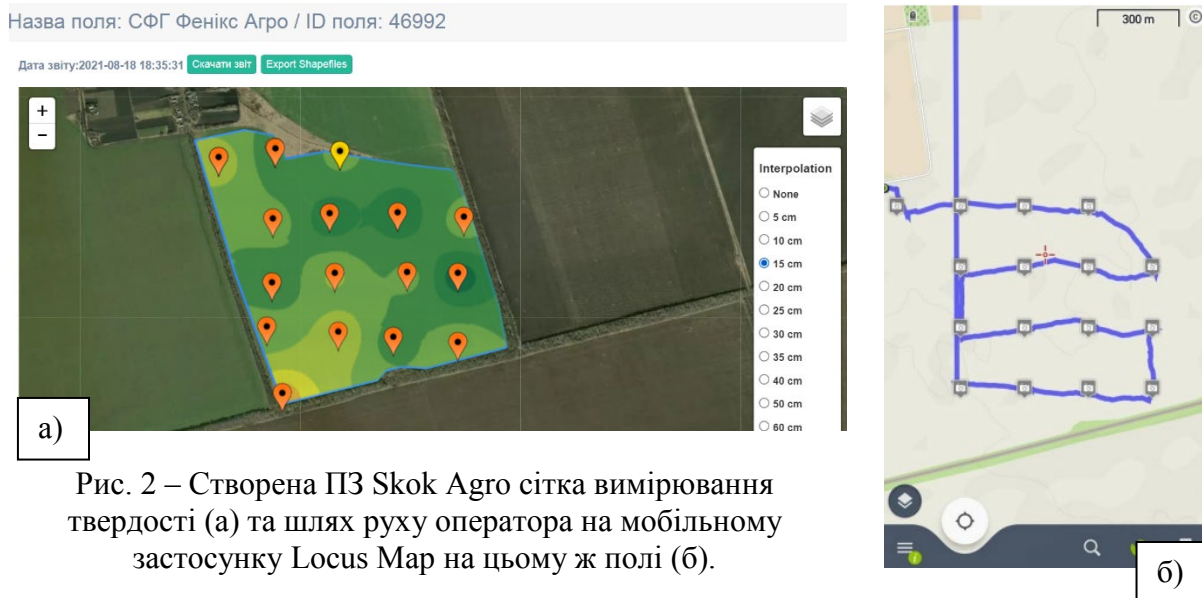 Назва поля: СФГ Фенікс Агро / ID поля: 46992
Дата звіту:2021-08-18 18:35:31 Скачати звіт Export Shapefiles
+
−
Interpolation
None
5 cm
10 cm
15 cm
20 cm
25 cm
30 cm
35 cm
40 cm
50 cm
60 cm
а)
300 m ©
б)
Рис. 2 – Створена ПЗ Skok Agro сітка вимірювання
твердості (а) та шлях руху оператора на мобільному
застосунку Locus Map на цьому ж полі (б).